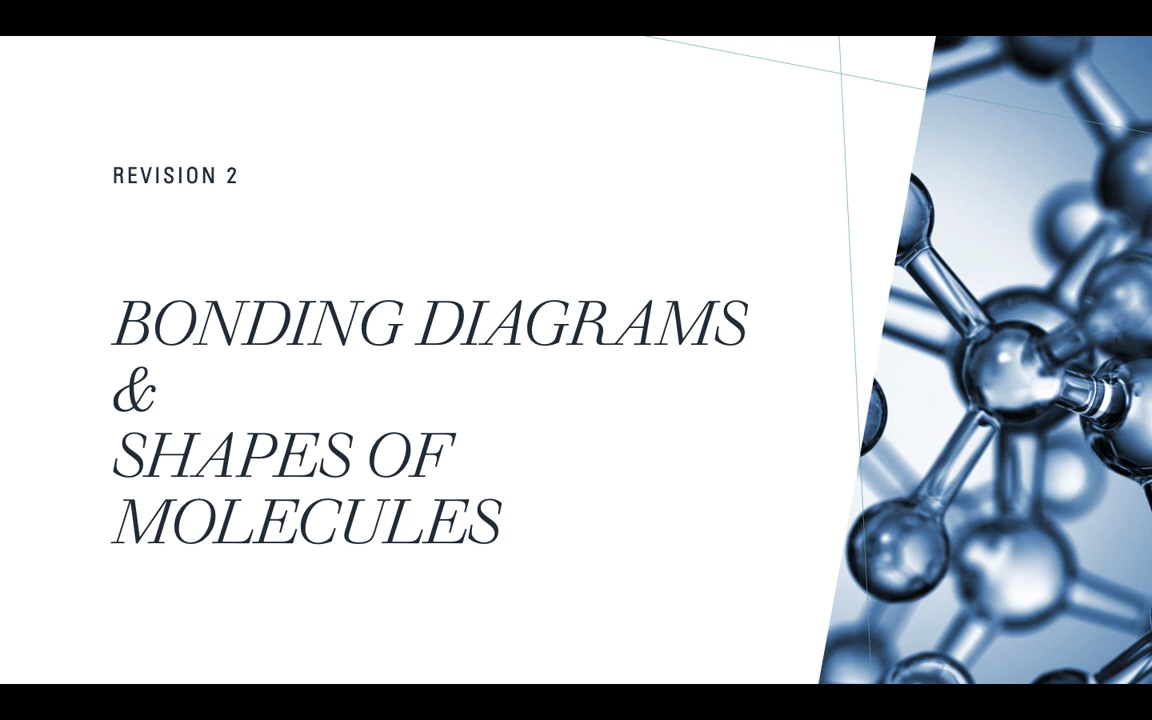 REVISION 2
BONDING DIAGRAMS
&
SHAPES OF
MOLECULES